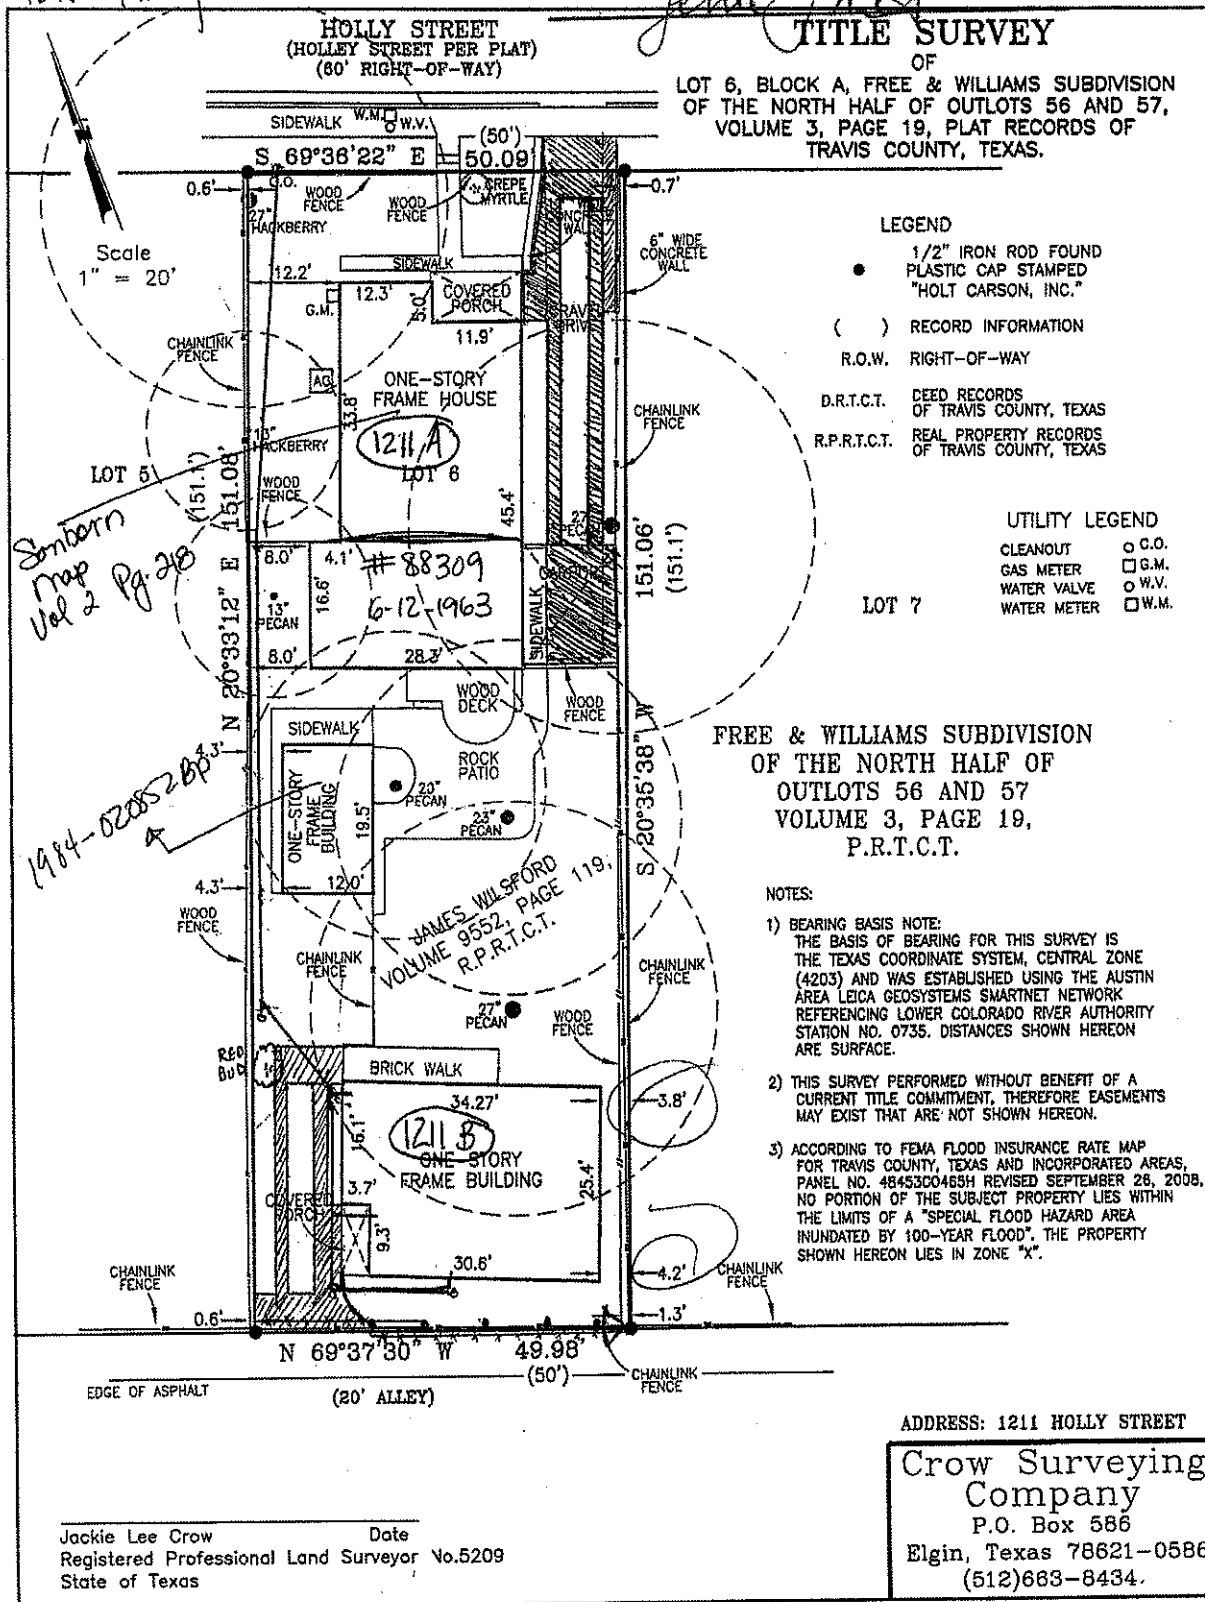 HOLLY STREET
(HOLLEY STREET PER PLAT)
(60' RIGHT-OF-WAY)
TITLE SURVEY
OF
LOT 6, BLOCK A, FREE & WILLIAMS SUBDIVISION
OF THE NORTH HALF OF OUTLOTS 56 AND 57,
VOLUME 3, PAGE 19, PLAT RECORDS OF
TRAVIS COUNTY, TEXAS.
SIDEWALK
W.M.
W.V.
(50')
S 69°36'22" E 50.09'
0.6'
C.O.
WOOD
FENCE
WOOD
FENCE
CREPE
MYRTLE
0.7'
27"
HACKBERRY
Scale
1" = 20'
SIDEWALK
6" WIDE
CONCRETE
WALL
12.2'
12.3'
G.M.
5.0'
COVERED
PORCH
11.9'
CHAINLINK
FENCE
AC
ONE-STORY
FRAME HOUSE
33.8'
1211 A
LOT 6
45.4'
CHAINLINK
FENCE
13"
HACKBERRY
LOT 5
(151.1')
N 20°33'12" E 151.08'
WOOD
FENCE
27"
PECAN
Sanborn
Map
Vol 2 Pg. 248
8.0'
4.1'
# 88309
6-12-1963
16.6'
13"
PECAN
8.0'
28.3'
SIDEWALK
CARPORT
S 20°35'38" W 151.06'
(151.1')
LOT 7
LEGEND
1/2" IRON ROD FOUND
PLASTIC CAP STAMPED
"HOLT CARSON, INC."
( ) RECORD INFORMATION
R.O.W. RIGHT-OF-WAY
D.R.T.C.T. DEED RECORDS
OF TRAVIS COUNTY, TEXAS
R.P.R.T.C.T. REAL PROPERTY RECORDS
OF TRAVIS COUNTY, TEXAS
UTILITY LEGEND
CLEANOUT C.O.
GAS METER G.M.
WATER VALVE W.V.
WATER METER W.M.
WOOD
DECK
WOOD
FENCE
SIDEWALK
ROCK
PATIO
4.3'
ONE-STORY
FRAME
BUILDING
19.5'
20"
PECAN
23"
PECAN
1984-020852 BP
4.3'
12.0'
FREE & WILLIAMS SUBDIVISION
OF THE NORTH HALF OF
OUTLOTS 56 AND 57
VOLUME 3, PAGE 19,
P.R.T.C.T.
WOOD
FENCE
JAMES WILSFORD
VOLUME 9552, PAGE 119,
R.P.R.T.C.T.
CHAINLINK
FENCE
CHAINLINK
FENCE
27"
PECAN
WOOD
FENCE
NOTES:
1) BEARING BASIS NOTE:
THE BASIS OF BEARING FOR THIS SURVEY IS
THE TEXAS COORDINATE SYSTEM, CENTRAL ZONE
(4203) AND WAS ESTABLISHED USING THE AUSTIN
AREA LEICA GEOSYSTEMS SMARTNET NETWORK
REFERENCING LOWER COLORADO RIVER AUTHORITY
STATION NO. 0735. DISTANCES SHOWN HEREON
ARE SURFACE.
2) THIS SURVEY PERFORMED WITHOUT BENEFIT OF A
CURRENT TITLE COMMITMENT, THEREFORE EASEMENTS
MAY EXIST THAT ARE NOT SHOWN HEREON.
3) ACCORDING TO FEMA FLOOD INSURANCE RATE MAP
FOR TRAVIS COUNTY, TEXAS AND INCORPORATED AREAS,
PANEL NO. 48453C0465H REVISED SEPTEMBER 26, 2008,
NO PORTION OF THE SUBJECT PROPERTY LIES WITHIN
THE LIMITS OF A "SPECIAL FLOOD HAZARD AREA
INUNDATED BY 100-YEAR FLOOD". THE PROPERTY
SHOWN HEREON LIES IN ZONE "X".
RED
BUD
BRICK WALK
34.27'
3.8'
15.1'
1211 B
ONE-STORY
FRAME BUILDING
25.4'
3.7'
COVERED
PORCH
9.3'
30.6'
4.2'
CHAINLINK
FENCE
CHAINLINK
FENCE
0.6'
1.3'
N 69°37'30" W 49.98'
(50')
CHAINLINK
FENCE
EDGE OF ASPHALT
(20' ALLEY)
ADDRESS: 1211 HOLLY STREET
Crow Surveying
Company
P.O. Box 586
Elgin, Texas 78621-0586
(512)663-8434.
Jackie Lee Crow Date
Registered Professional Land Surveyor No.5209
State of Texas